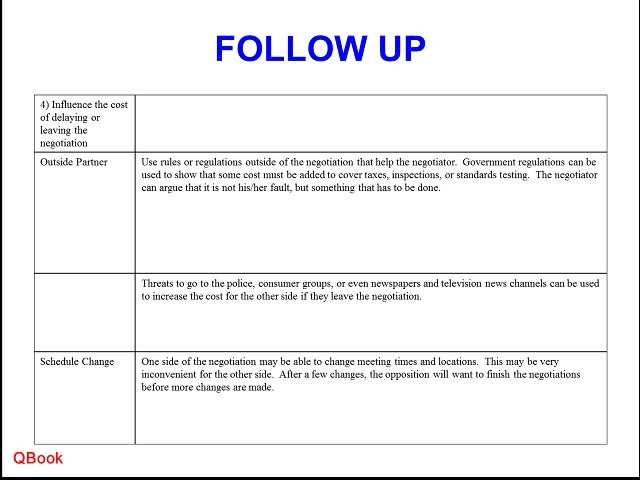 FOLLOW UP
4) Influence the cost
of delaying or
leaving the
negotiation
Outside Partner
Use rules or regulations outside of the negotiation that help the negotiator.  Government regulations can be
used to show that some cost must be added to cover taxes, inspections, or standards testing.  The negotiator
can argue that it is not his/her fault, but something that has to be done.
Threats to go to the police, consumer groups, or even newspapers and television news channels can be used
to increase the cost for the other side if they leave the negotiation.
Schedule Change
One side of the negotiation may be able to change meeting times and locations.  This may be very
inconvenient for the other side.  After a few changes, the opposition will want to finish the negotiations
before more changes are made.
QBook